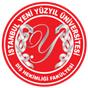 İSTANBUL YENİ YÜZYIL ÜNİVERSİTESİ
Y
DİŞ HEKİMLİĞİ FAKÜLTESİ